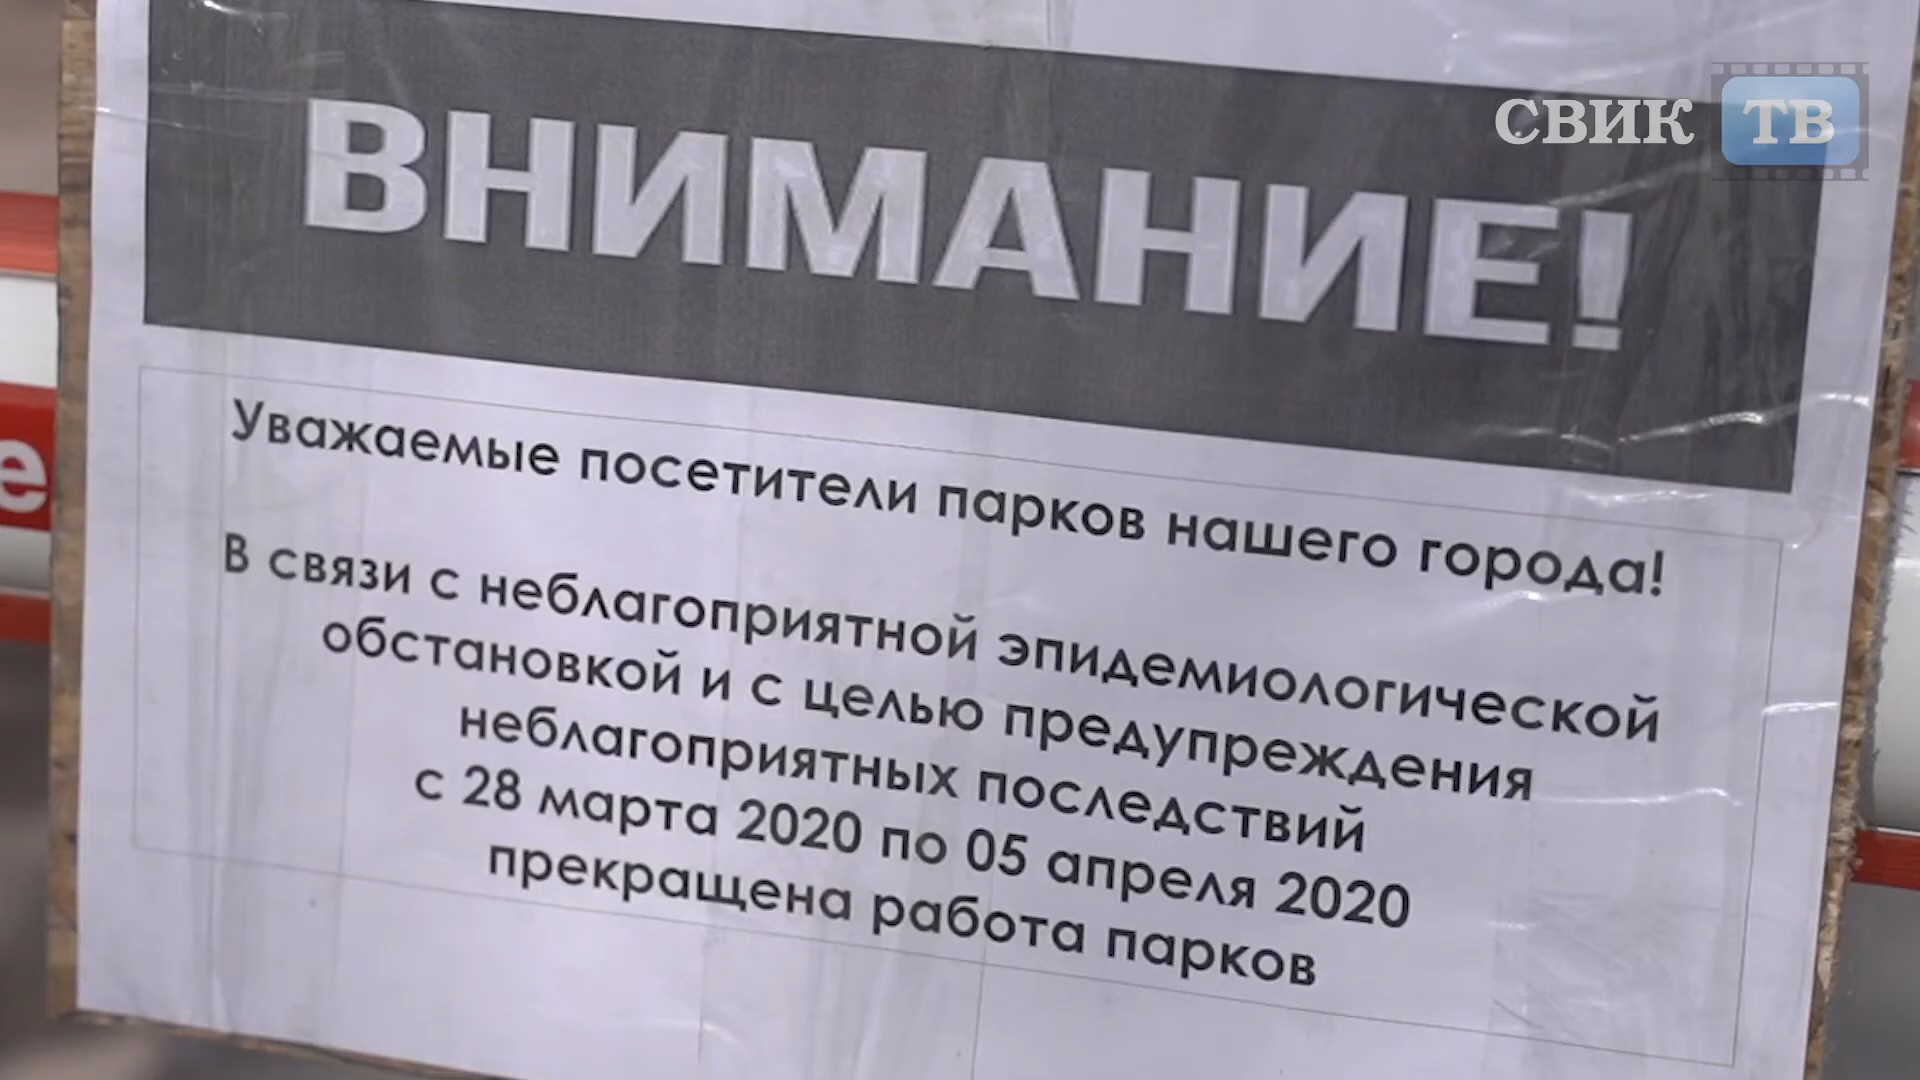 СВИК ТВ
ВНИМАНИЕ!
Уважаемые посетители парков нашего города!
В связи с неблагоприятной эпидемиологической
обстановкой и с целью предупреждения
неблагоприятных последствий
с 28 марта 2020 по 05 апреля 2020
прекращена работа парков
е